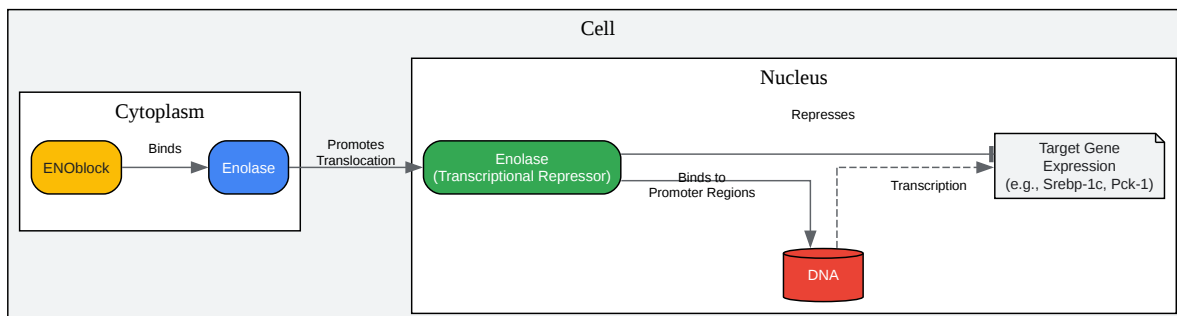 Cell
Nucleus
Cytoplasm
Represses
ENOblock
Binds
Enolase
Promotes
Translocation
Enolase
(Transcriptional Repressor)
Target Gene
Expression
(e.g., Srebp-1c, Pck-1)
Binds to
Promoter Regions
Transcription
DNA